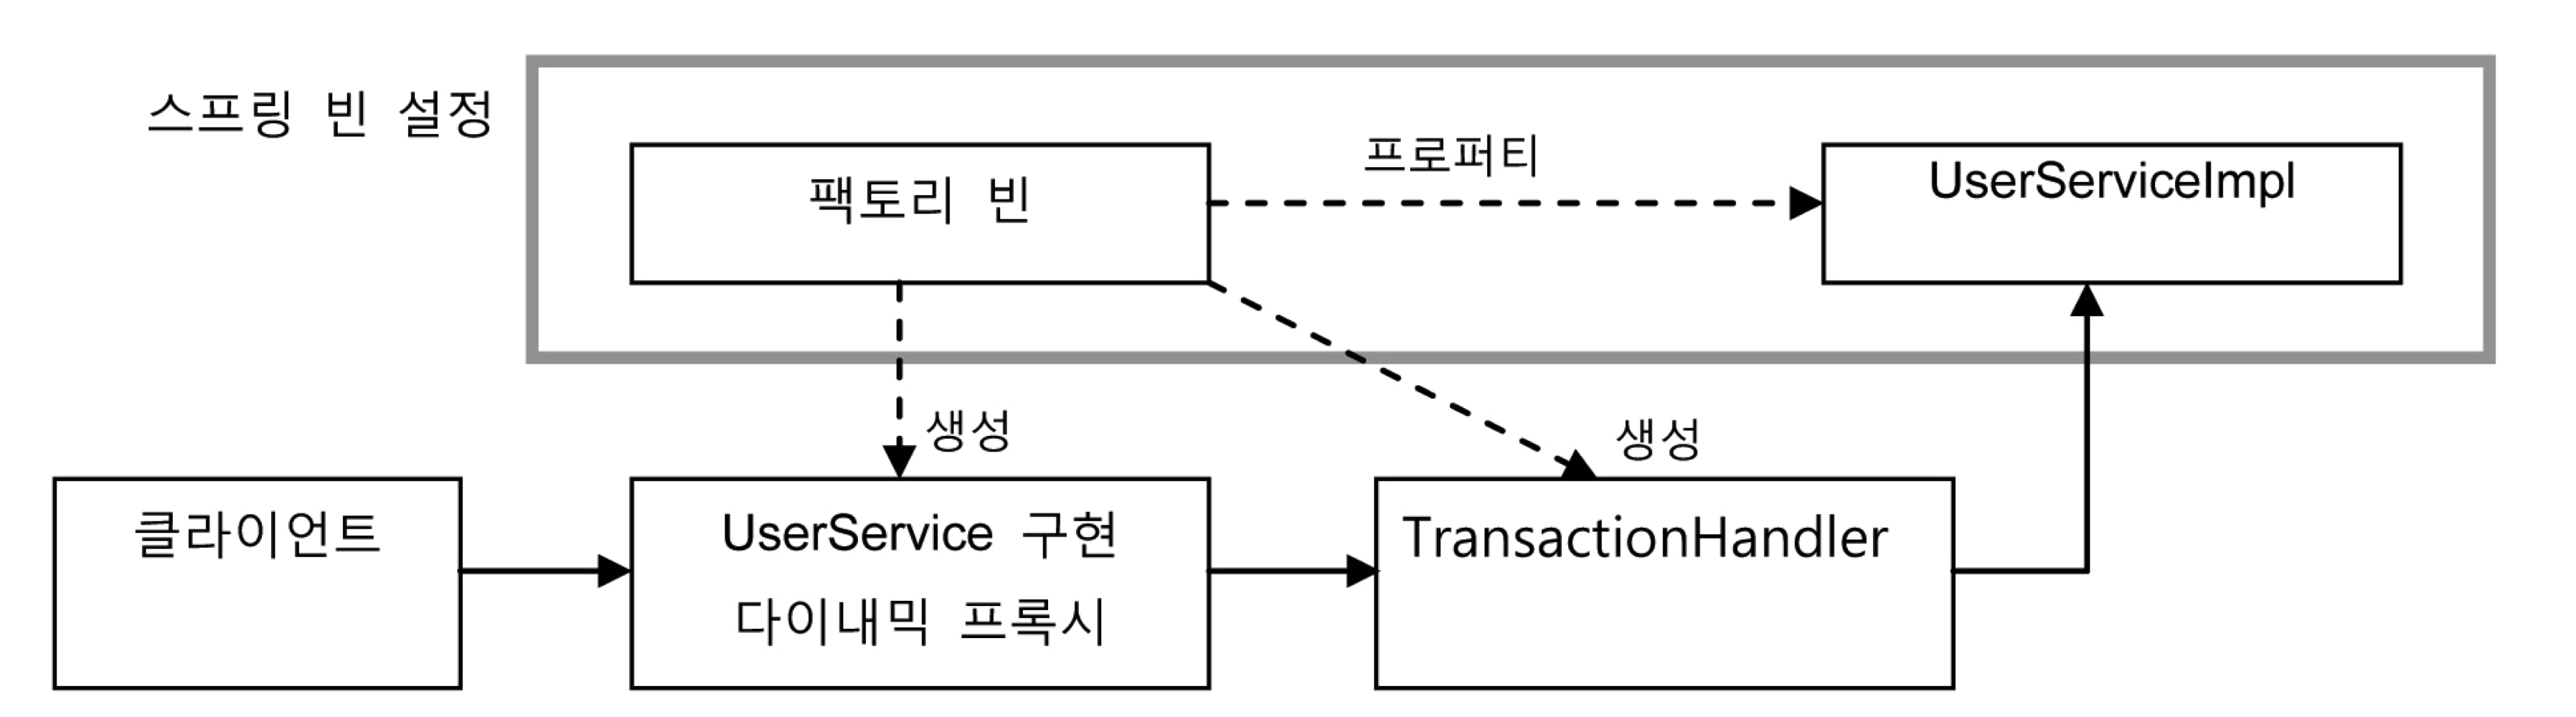 스프링 빈 설정
팩토리 빈
프로퍼티
UserServiceImpl
생성
생성
클라이언트
UserService 구현
다이내믹 프록시
TransactionHandler